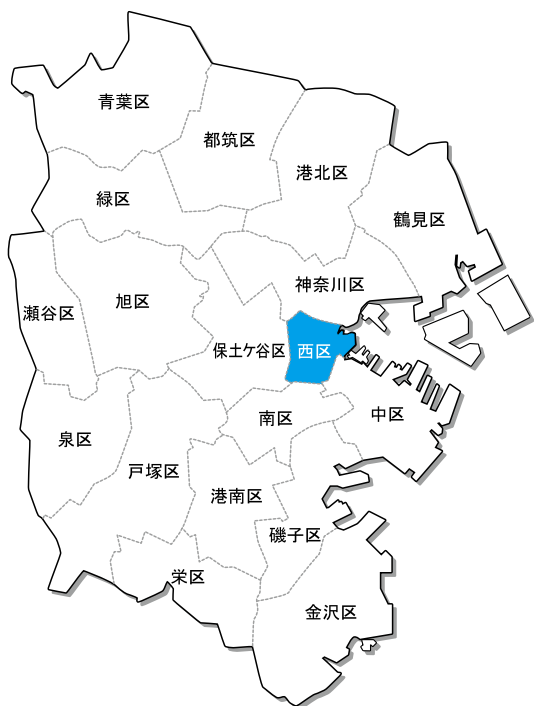 青葉区
都筑区
港北区
緑区
鶴見区
神奈川区
瀬谷区
旭区
保土ケ谷区
西区
中区
南区
泉区
戸塚区
港南区
磯子区
栄区
金沢区